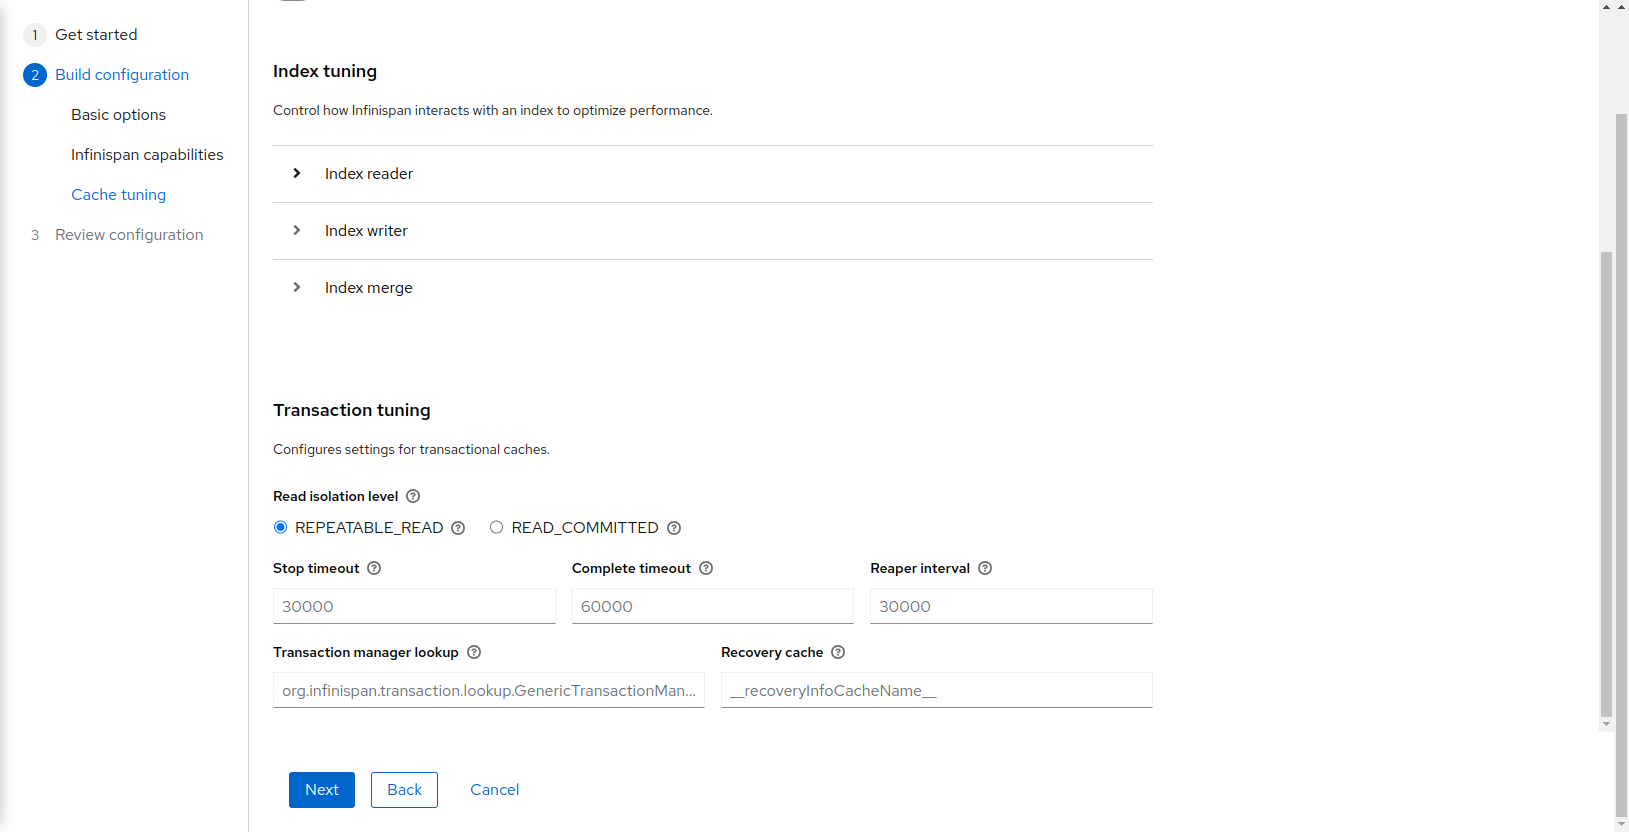 1 Get started
2 Build configuration
Basic options
Infinispan capabilities
Cache tuning
3 Review configuration
Index tuning
Control how Infinispan interacts with an index to optimize performance.
Index reader
Index writer
Index merge
Transaction tuning
Configures settings for transactional caches.
Read isolation level
REPEATABLE_READ READ_COMMITTED
Stop timeout Complete timeout Reaper interval
30000 60000 30000
Transaction manager lookup Recovery cache
org.infinispan.transaction.lookup.GenericTransactionMan... __recoveryInfoCacheName__
Next Back Cancel